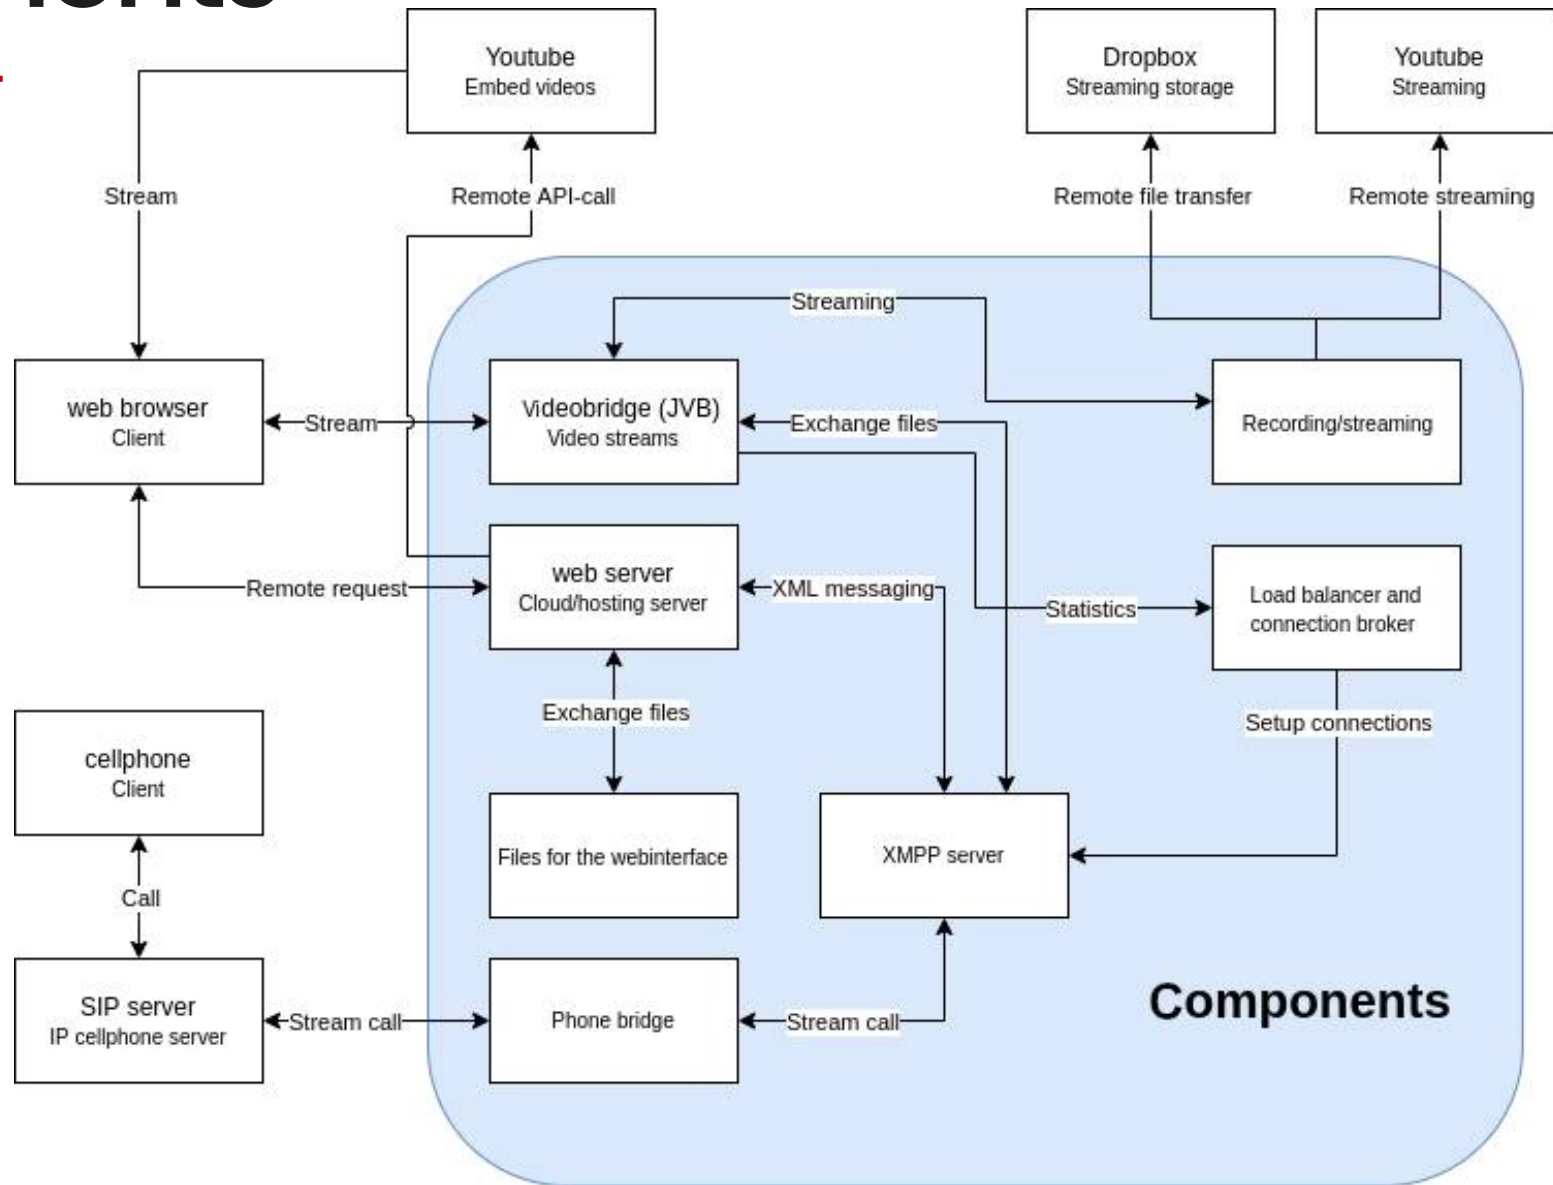 Youtube
Embed videos
Dropbox
Streaming storage
Youtube
Streaming
Stream
Remote API-call
Remote file transfer
Remote streaming
Streaming
web browser
Client
Stream
Videobridge (JVB)
Video streams
Exchange files
Recording/streaming
web server
Cloud/hosting server
Remote request
XML messaging
Statistics
Load balancer and
connection broker
Exchange files
Setup connections
cellphone
Client
Files for the webinterface
XMPP server
Call
SIP server
IP cellphone server
Stream call
Phone bridge
Stream call
Components